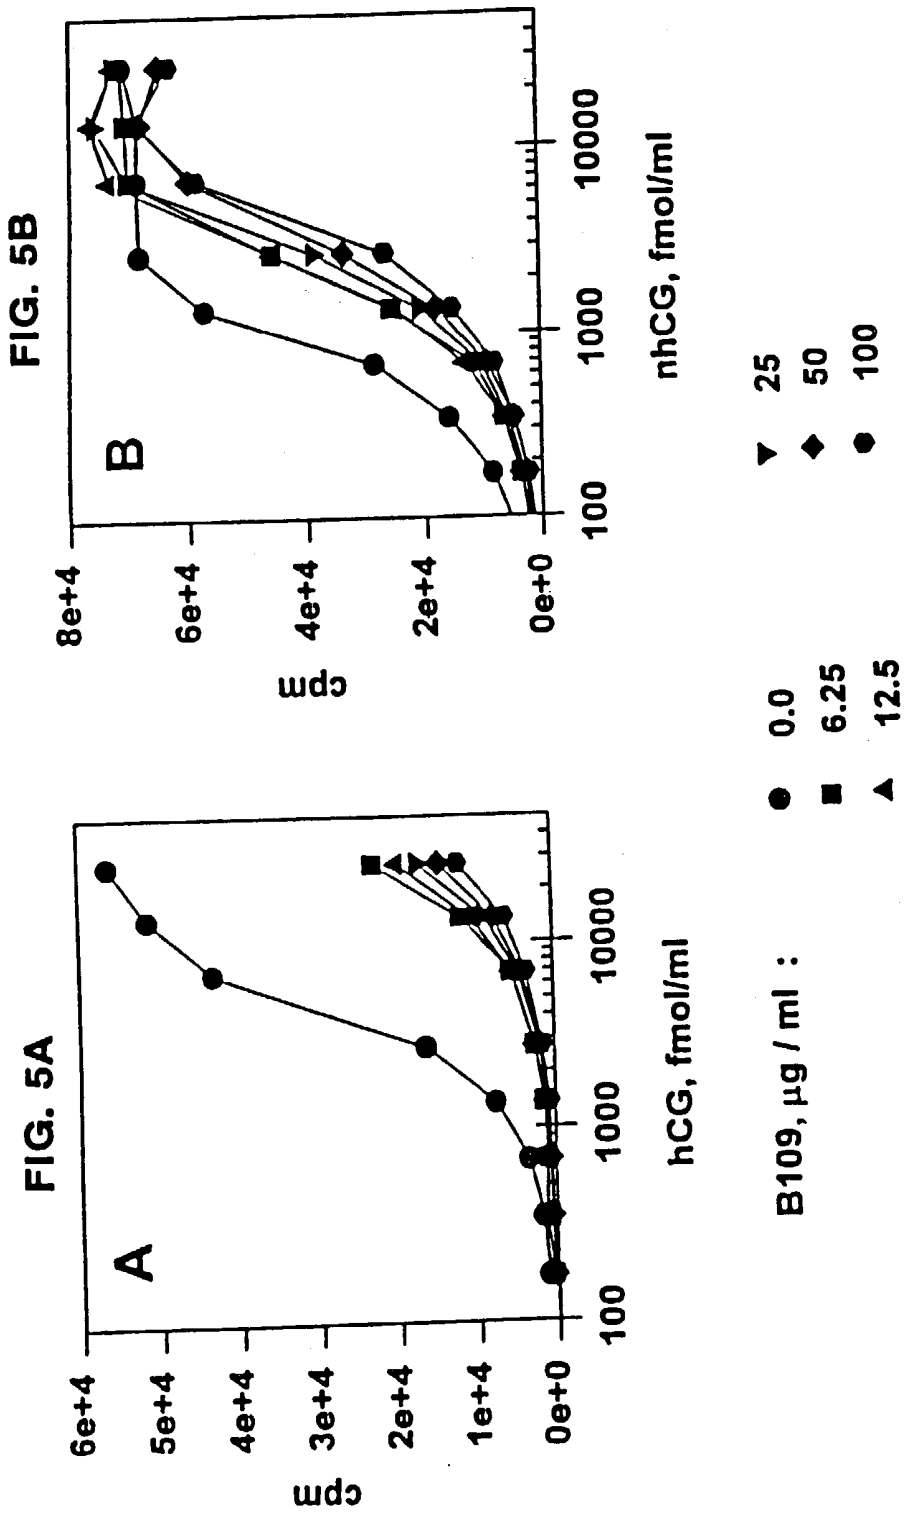 FIG. 5A
A
6e+4
5e+4
4e+4
3e+4
2e+4
1e+4
0e+0
cpm
100
1000
10000
hCG, fmol/ml
FIG. 5B
B
8e+4
6e+4
4e+4
2e+4
0e+0
cpm
100
1000
10000
nhCG, fmol/ml
B109, μg / ml :
0.0
6.25
12.5
25
50
100